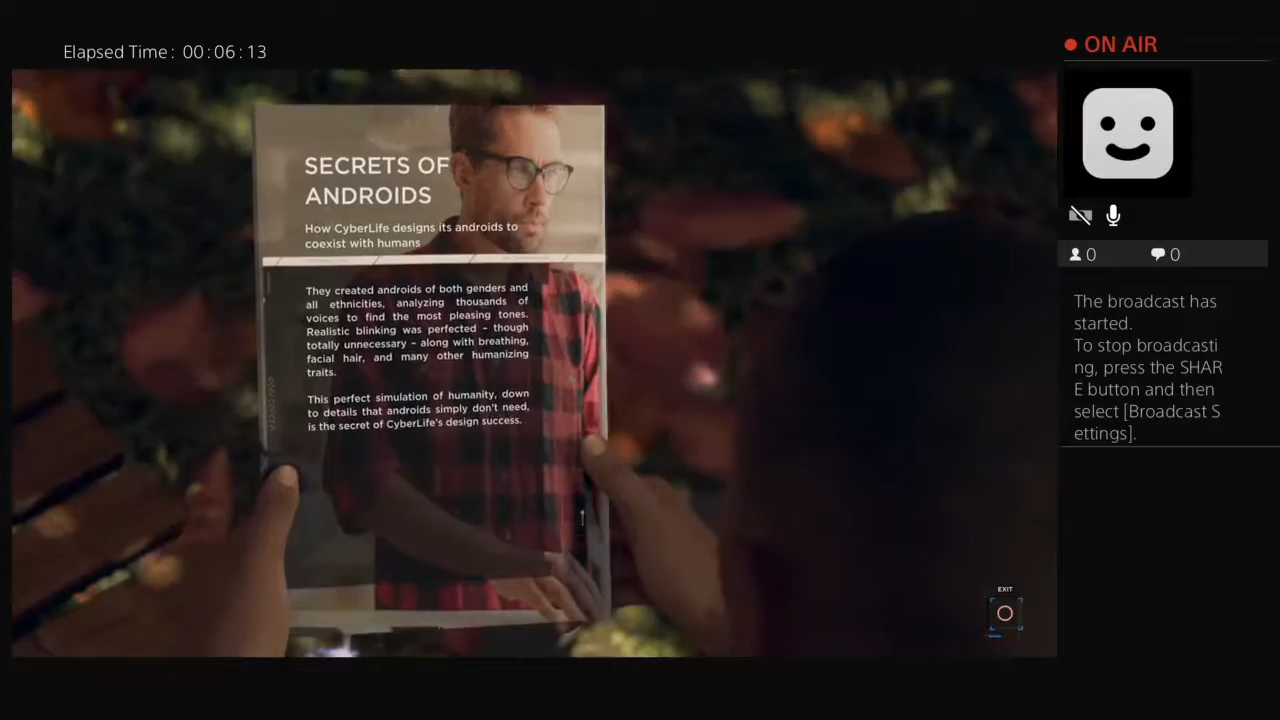 Elapsed Time: 00:06:13
ON AIR
SECRETS OF
ANDROIDS
How CyberLife designs its androids to
coexist with humans
They created androids of both genders and
all ethnicities, analyzing thousands of
voices to find the most pleasing tones.
Realistic blinking was perfected – though
totally unnecessary – along with breathing,
facial hair, and many other humanizing
traits.
This perfect simulation of humanity, down
to details that androids simply don't need,
is the secret of CyberLife's design success.
0
0
The broadcast has
started.
To stop broadcasti
ng, press the SHAR
E button and then
select [Broadcast S
ettings].
EXIT